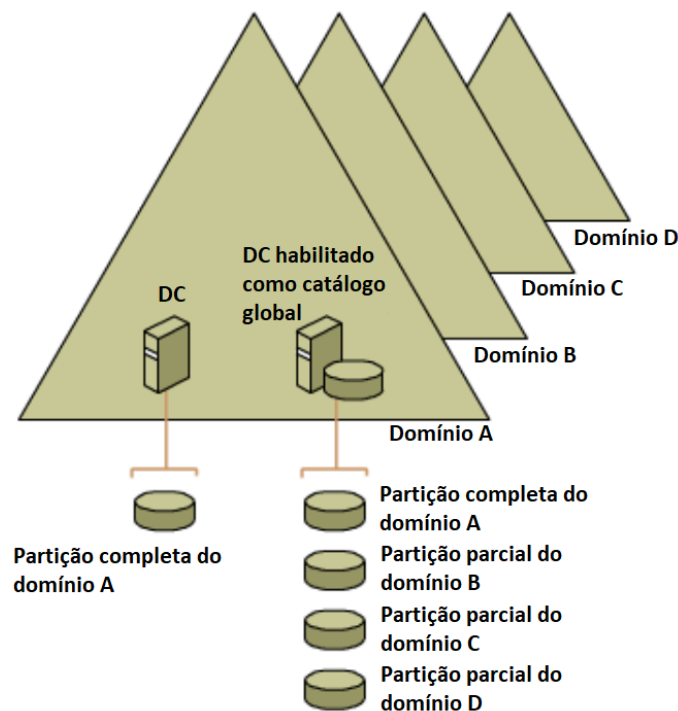 Domínio D
DC habilitado
como catálogo
global
DC
Domínio C
Domínio B
Domínio A
Partição completa do
domínio A
Partição completa do
domínio A
Partição parcial do
domínio B
Partição parcial do
domínio C
Partição parcial do
domínio D